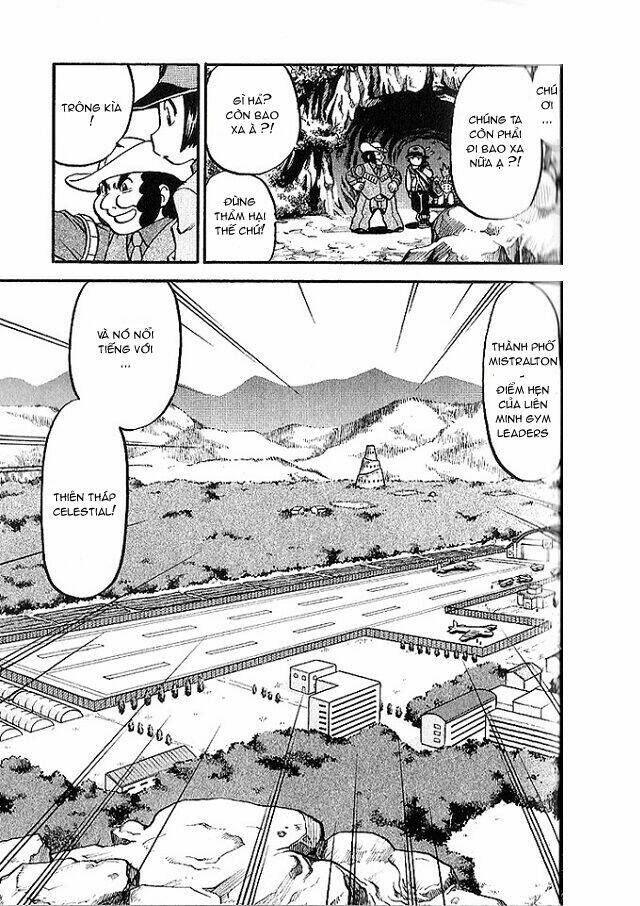 CHÚ
ƠI
...
CHÚNG TA
CÒN PHẢI
ĐI BAO XA
NỮA Ạ ?!
GÌ HẢ?
CÒN BAO
XA À ?!
ĐỪNG
THẢM HẠI
THẾ CHỨ!
TRÔNG KÌA
!
THÀNH PHỐ
MISTRALTON
-
ĐIỂM HẸN
CỦA LIÊN
MINH GYM
LEADERS
VÀ NÓ NỔI
TIẾNG VỚI
...
THIÊN THÁP
CELESTIAL!